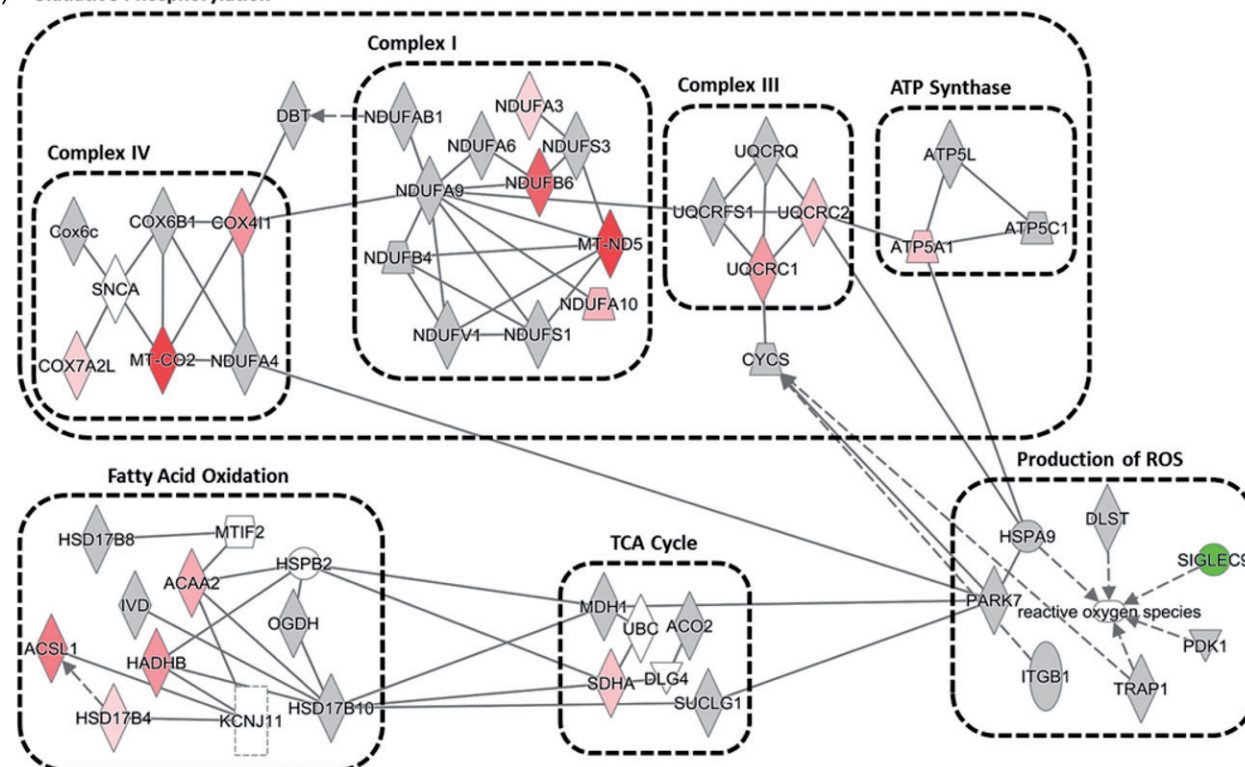 Complex I
Complex III
ATP Synthase
Complex IV
DBT
NDUFAB1
NDUFA3
NDUFA6
NDUFS3
NDUFA9
NDUFB6
NDUFB4
MT-ND5
NDUFA10
NDUFV1
NDUFS1
UQCRQ
UQCRFS1
UQCRC2
UQCRC1
CYCS
ATP5L
ATP5C1
ATP5A1
Cox6c
COX6B1
COX4I1
SNCA
COX7A2L
MT-CO2
NDUFA4
Fatty Acid Oxidation
HSD17B8
MTIF2
HSPB2
ACAA2
IVD
OGDH
ACSL1
HADHB
HSD17B4
KCNJ11
HSD17B10
TCA Cycle
MDH1
UBC
ACO2
SDHA
DLG4
SUCLG1
Production of ROS
HSPA9
DLST
SIGLEC9
PARK7
reactive oxygen species
PDK1
ITGB1
TRAP1